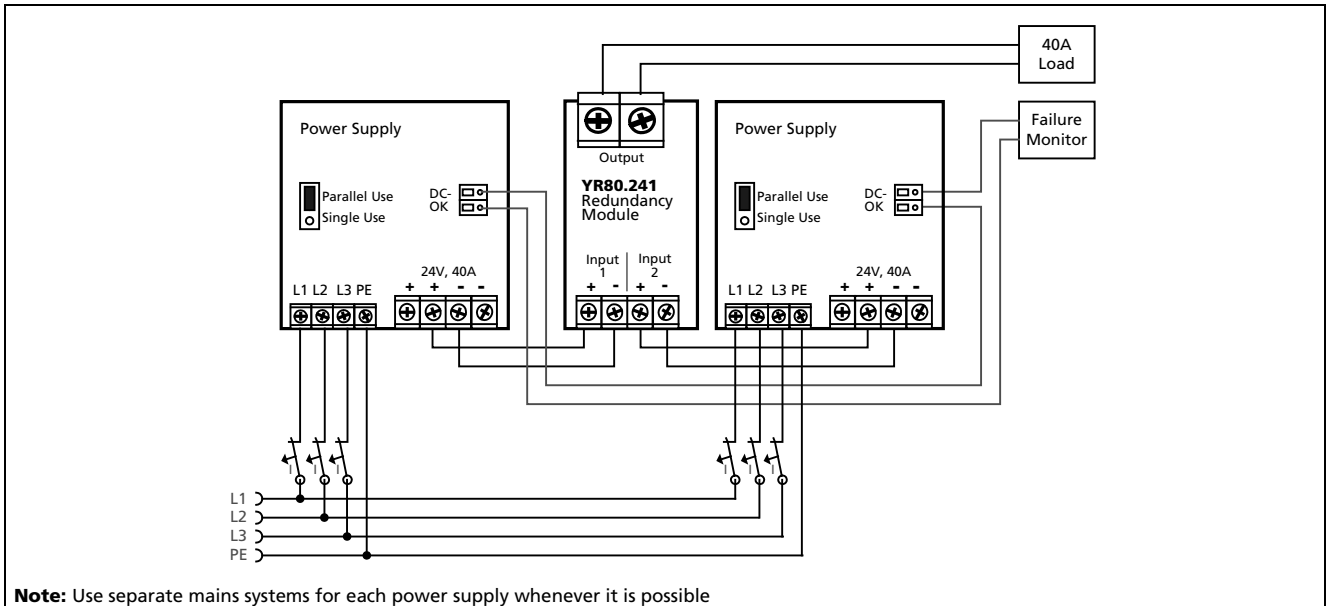 40A
Load
Failure
Monitor
Power Supply
Parallel Use
Single Use
DC-
OK
24V, 40A
+ + - -
L1 L2 L3 PE
Output
YR80.241
Redundancy
Module
Input
1
Input
2
+ - + -
Power Supply
Parallel Use
Single Use
DC-
OK
24V, 40A
+ + - -
L1 L2 L3 PE
I I I
I I I
L1
L2
L3
PE
Note: Use separate mains systems for each power supply whenever it is possible